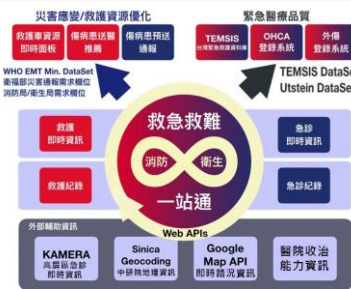 災害應變/救護資源優化
緊急醫療品質
救護車資源
即時面板
傷病患送醫
推薦
傷病患預送
通報
TEMSIS
台灣緊急救護資料庫
OHCA
登錄系統
外傷
登錄系統
WHO EMT Min. DataSet
衛福部災害通報需求欄位
消防局/衛生局需求欄位
TEMSIS DataSe
Utstein DataSe
救護
即時資訊
救護紀錄
救急救難
消防
衛生
一站通
急診
即時資訊
急診紀錄
Web APIs
外部輔助資訊
KAMERA
高屏區急診
即時資訊
Sinica
Geocoding
中研院地理資訊
Google
Map API
即時踏況資訊
醫院收治
能力資訊